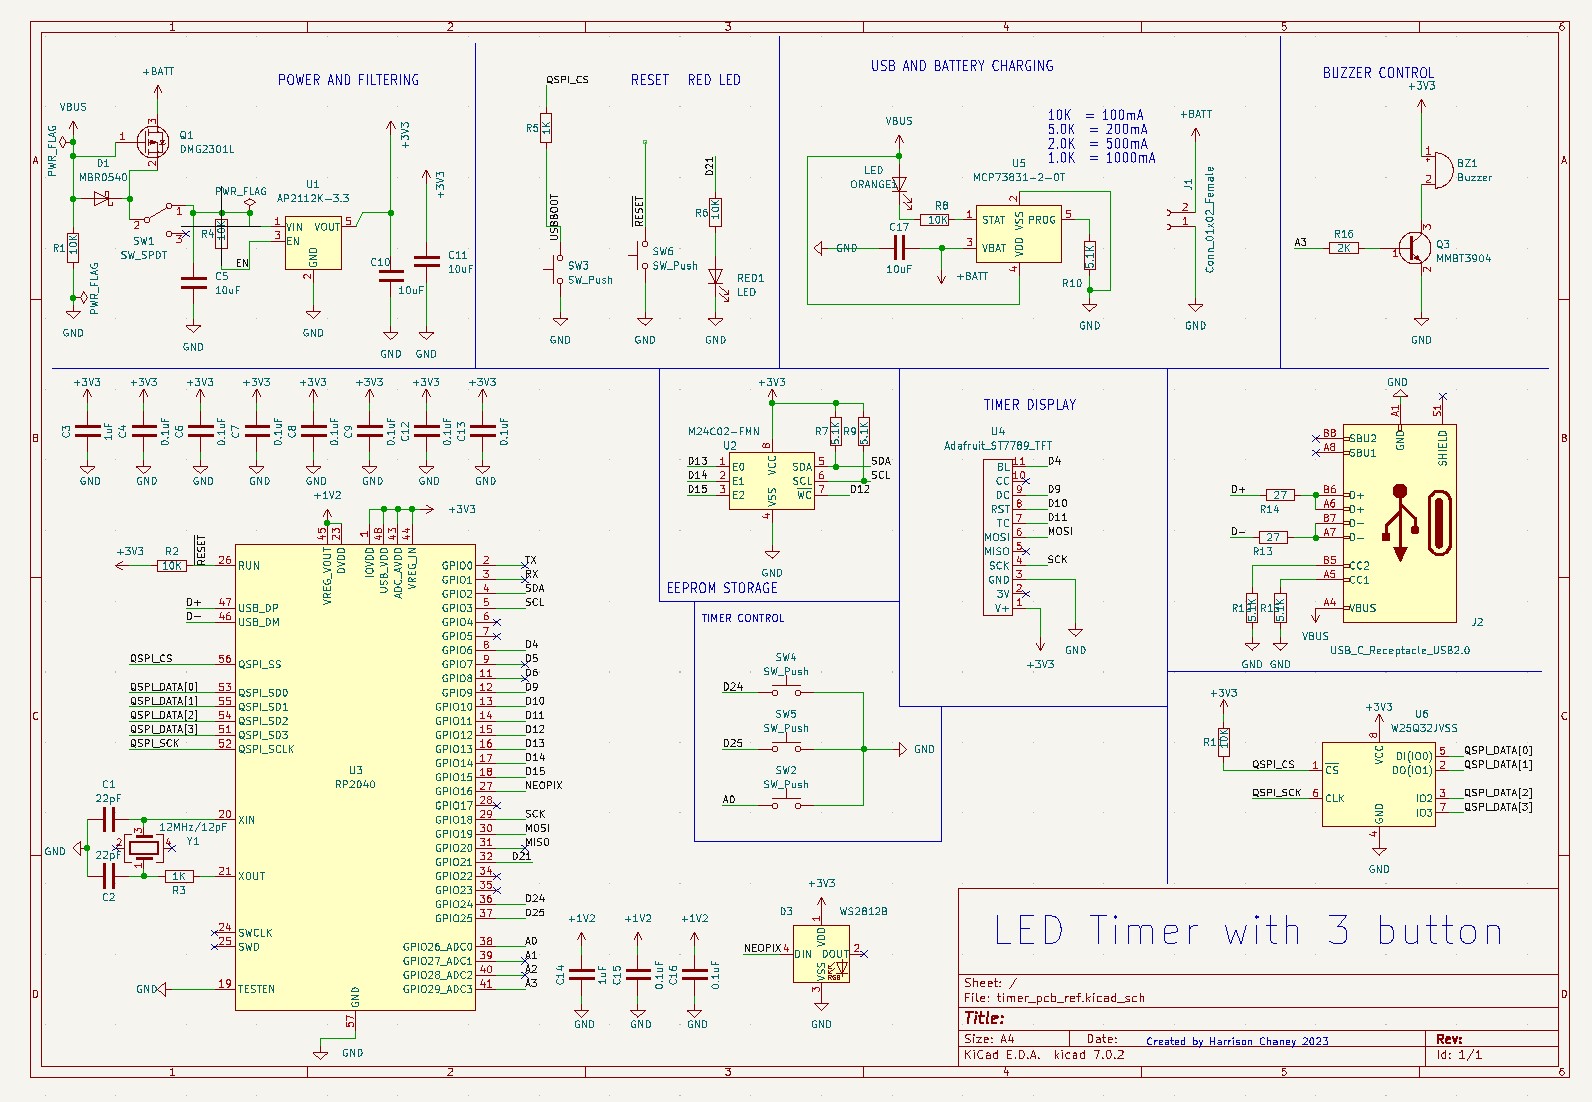 1 2 3 4 5 6
A
B
C
D
POWER AND FILTERING
+BATT
VBUS
PWR_FLAG
1
3
2
Q1
DMG2301L
D1
MBR0540
R1
10K
PWR_FLAG
GND
2
1
3
SW1
SW_SPDT
PWR_FLAG
R4
10K
EN
C5
10uF
GND
U1
AP2112K-3.3
1 VIN VOUT 5
3 EN
GND
2
GND
+3V3
C10
10uF
GND
+3V3
C11
10uF
GND
RESET RED LED
QSPI_CS
R5
1K
USBBOOT
SW3
SW_Push
GND
RESET
SW6
SW_Push
GND
D21
R6
10K
RED1
LED
GND
USB AND BATTERY CHARGING
10K = 100mA
5.0K = 200mA
2.0K = 500mA
1.0K = 1000mA
VBUS
LED
ORANGE1
R8
10K
C17
10uF
GND
+BATT
U5
MCP73831-2-OT
1 STAT VSS PROG 5
3 VBAT VDD
2
4
5.1K
R10
GND
+BATT
J1
2
1
Conn_01x02_Female
GND
BUZZER CONTROL
+3V3
1
2
BZ1
Buzzer
A3
R16
2K
1
3
2
Q3
MMBT3904
GND
+3V3 +3V3 +3V3 +3V3 +3V3 +3V3 +3V3 +3V3
C3 1uF C4 0.1uF C6 0.1uF C7 0.1uF C8 0.1uF C9 0.1uF C12 0.1uF C13 0.1uF
GND GND GND GND GND GND GND GND
+1V2
+3V3
45 23 1 48 43 44
VREG_VOUT DVDD IOVDD USB_VDD ADC_AVDD VREG_IN
+3V3
R2
10K
RESET
26 RUN
D+ 47 USB_DP
D- 46 USB_DM
QSPI_CS 56 QSPI_SS
QSPI_DATA[0] 53 QSPI_SD0
QSPI_DATA[1] 55 QSPI_SD1
QSPI_DATA[2] 54 QSPI_SD2
QSPI_DATA[3] 51 QSPI_SD3
QSPI_SCK 52 QSPI_SCLK
U3
RP2040
20 XIN
21 XOUT
24 SWCLK
25 SWD
GND 19 TESTEN
GND
57
GND
C1
22pF
12MHz/12pF
Y1
3
2 4
1
GND
22pF
C2
1K
R3
GPIO0 2 TX
GPIO1 3 RX
GPIO2 4 SDA
GPIO3 5 SCL
GPIO4 6
GPIO5 7
GPIO6 8 D4
GPIO7 9 D5
GPIO8 11 D6
GPIO9 12 D9
GPIO10 13 D10
GPIO11 14 D11
GPIO12 15 D12
GPIO13 16 D13
GPIO14 17 D14
GPIO15 18 D15
GPIO16 27 NEOPIX
GPIO17 28
GPIO18 29 SCK
GPIO19 30 MOSI
GPIO20 31 MISO
GPIO21 32 D21
GPIO22 34
GPIO23 35
GPIO24 36 D24
GPIO25 37 D25
GPIO26_ADC0 38 A0
GPIO27_ADC1 39 A1
GPIO28_ADC2 40 A2
GPIO29_ADC3 41 A3
+3V3
M24C02-FMN
U2
R7 5.1K R9 5.1K
D13 1 E0 VCC SDA 5 SDA
D14 2 E1 SCL 6 SCL
D15 3 E2 VSS WC 7 D12
8
4
GND
EEPROM STORAGE
TIMER CONTROL
SW4
SW_Push
D24
SW5
SW_Push
D25
GND
SW2
SW_Push
A0
TIMER DISPLAY
U4
Adafruit_ST7789_TFT
BL 11 D4
CC 10
DC 9 D9
RST 8 D10
TC 7 D11
MOSI 6 MOSI
MISO 5
SCK 4 SCK
GND 3
3V 2
V+ 1
GND
+3V3
GND
A1 S1
GND SHIELD
B8 SBU2
A8 SBU1
D+ 27 R14
B6 D+
A6 D+
B7 D-
D- 27 R13
A7 D-
B5 CC2
A5 CC1
A4 VBUS
R1 5.1K R1 5.1K
VBUS
GND GND
J2
USB_C_Receptacle_USB2.0
+3V3
R1
10K
+3V3
U6
W25Q32JVSS
8
VCC
QSPI_CS 1 CS
QSPI_SCK 6 CLK
DI(IO0) 5 QSPI_DATA[0]
DO(IO1) 2 QSPI_DATA[1]
IO2 3 QSPI_DATA[2]
IO3 7 QSPI_DATA[3]
GND
4
GND
+1V2 +1V2 +1V2
C14 1uF C15 0.1uF C16 0.1uF
GND GND GND
+3V3
D3 WS2812B
1
NEOPIX 4 DIN VDD DOUT 2
VSS RGB
3
GND
LED Timer with 3 button
Sheet: /
File: timer_pcb_ref.kicad_sch
Title:
Size: A4 Date: Created by Harrison Chaney 2023 Rev:
KiCad E.D.A. kicad 7.0.2 Id: 1/1
A
B
C
D
1 2 3 4 5 6